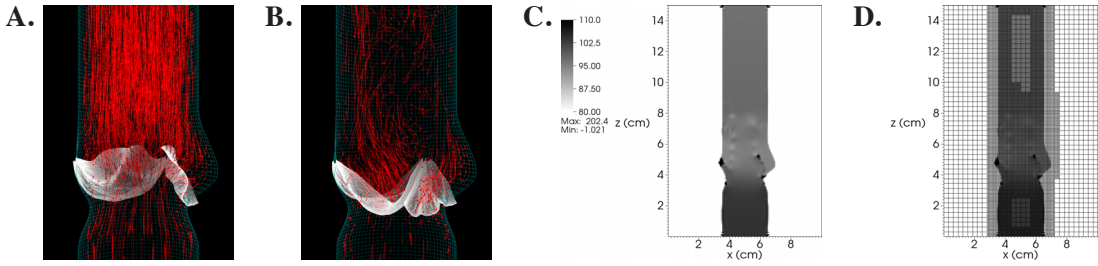 A. B. C. D.
110.0
102.5
95.00
87.50
80.00
Max: 202.4
Min: -1.021
z (cm)
14
12
10
8
6
4
2
2 4 6 8
x (cm)
z (cm)
14
12
10
8
6
4
2
2 4 6 8
x (cm)